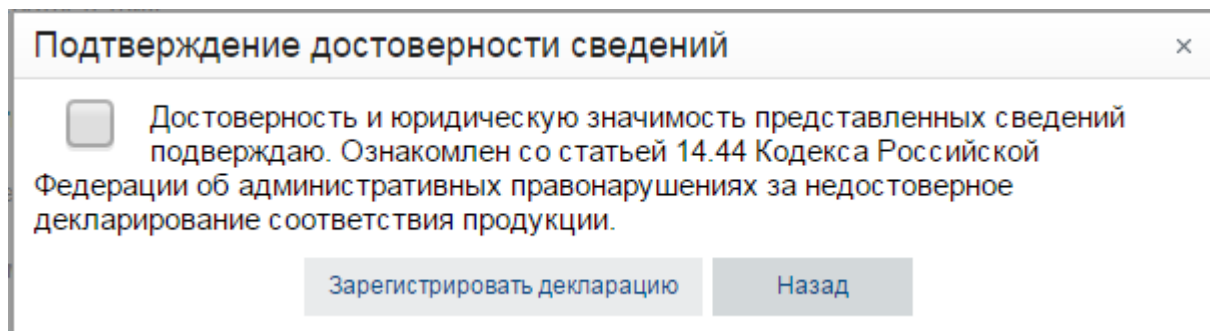 Подтверждение достоверности сведений
Достоверность и юридическую значимость представленных сведений
подверждаю. Ознакомлен со статьей 14.44 Кодекса Российской
Федерации об административных правонарушениях за недостоверное
декларирование соответствия продукции.
Зарегистрировать декларацию Назад